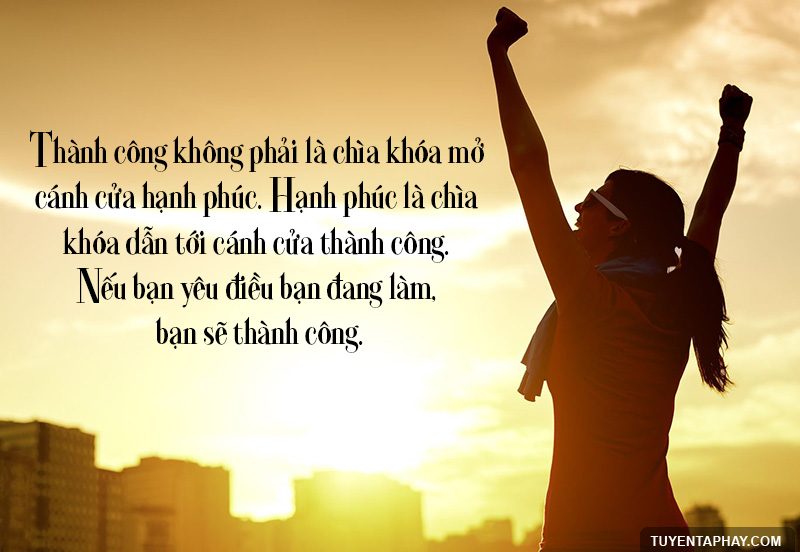 Thành công không phải là chìa khóa mở
cánh cửa hạnh phúc. Hạnh phúc là chìa
khóa dẫn tới cánh cửa thành công.
Nếu bạn yêu điều bạn đang làm,
bạn sẽ thành công.
TUYENTAPHAY.COM